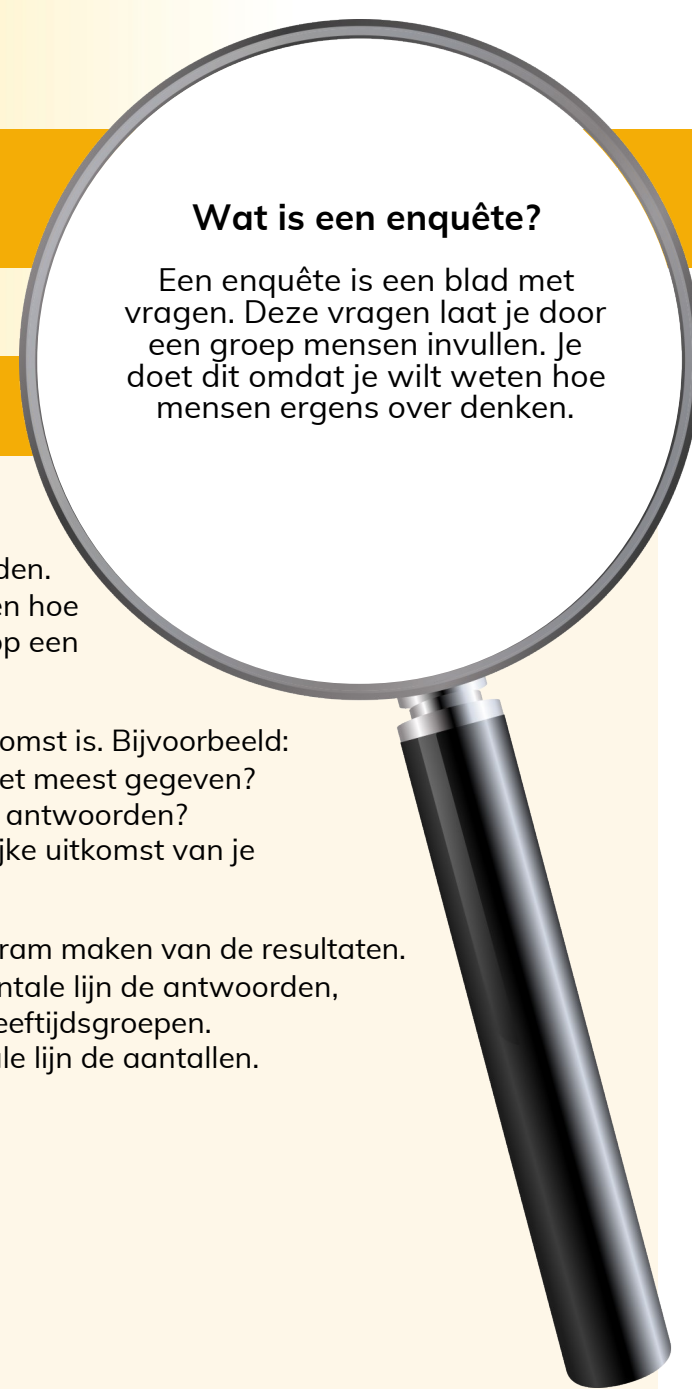 Wat is een enquête?
Een enquête is een blad met
vragen. Deze vragen laat je door
een groep mensen invullen. Je
doet dit omdat je wilt weten hoe
mensen ergens over denken.
den.
en hoe
op een
omst is. Bijvoorbeeld:
et meest gegeven?
antwoorden?
ijke uitkomst van je
ram maken van de resultaten.
ntale lijn de antwoorden,
eeftijdsgroepen.
le lijn de aantallen.